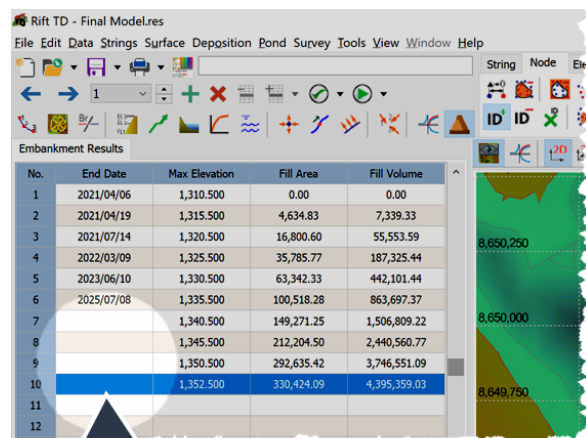 Rift TD - Final Model.res
File Edit Data Strings Surface Deposition Pond Survey Tools View Window Help
String Node
1
ID+ ID-
Embankment Results
2D
No. End Date Max Elevation Fill Area Fill Volume
1 2021/04/06 1,310.500 0.00 0.00
2 2021/04/19 1,315.500 4,634.83 7,339.33
3 2021/07/14 1,320.500 16,800.60 55,553.59
4 2022/03/09 1,325.500 35,785.77 187,325.44
5 2023/06/10 1,330.500 63,342.33 442,101.44
6 2025/07/08 1,335.500 100,518.28 863,697.37
7 1,340.500 149,271.25 1,506,809.22
8 1,345.500 212,204.50 2,440,560.77
9 1,350.500 292,635.42 3,746,551.09
10 1,352.500 330,424.09 4,395,359.03
11
12
8,650,250
8,650,000
8,649,750